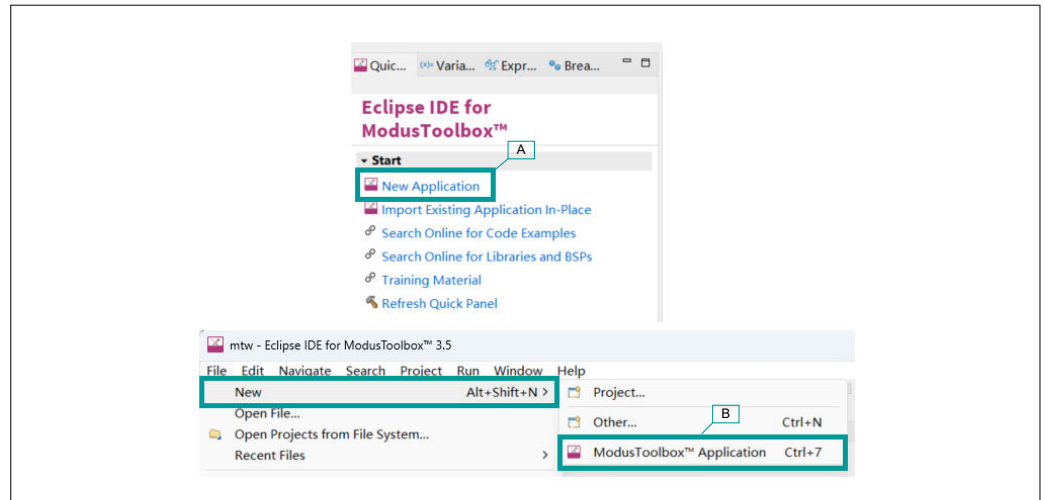 Quic... (x)= Varia... Expr... Brea...
Eclipse IDE for
ModusToolbox™
A
Start
New Application
Import Existing Application In-Place
Search Online for Code Examples
Search Online for Libraries and BSPs
Training Material
Refresh Quick Panel
mtw - Eclipse IDE for ModusToolbox™ 3.5
File Edit Navigate Search Project Run Window Help
New Alt+Shift+N > Project...
Open File...
B
Other... Ctrl+N
Open Projects from File System...
Recent Files >
ModusToolbox™ Application Ctrl+7